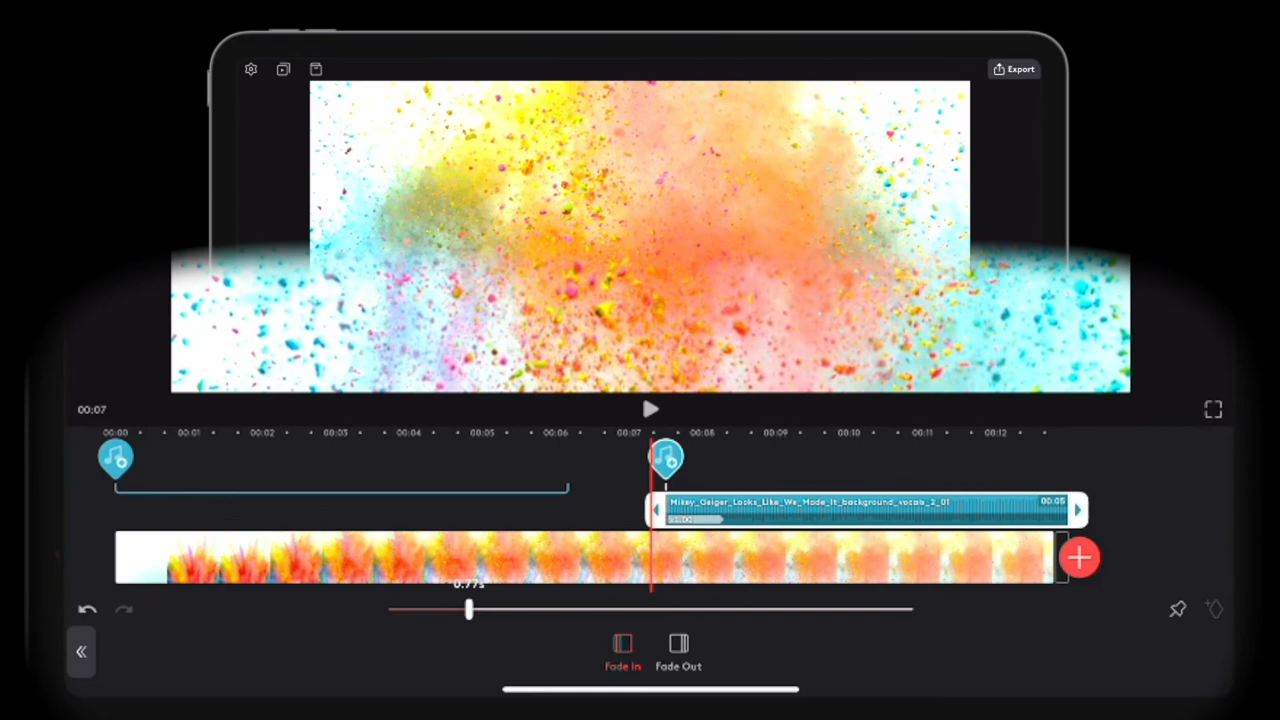 Export
00:07
00:00 00:01 00:02 00:03 00:04 00:05 00:06 00:07 00:08 00:09 00:10 00:11 00:12
Mikey_Geiger_Looks_Like_We_Made_It_background_vocals_2_01 00:05
0.77s
Fade In Fade Out